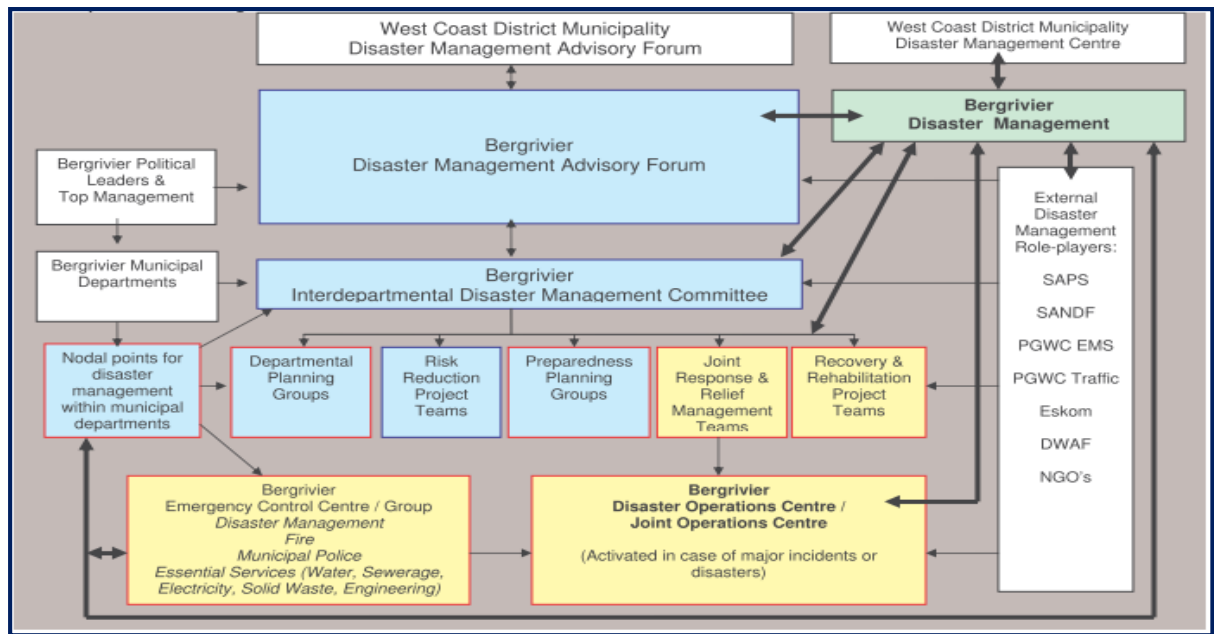 West Coast District Municipality
Disaster Management Advisory Forum
West Coast District Municipality
Disaster Management Centre
Bergrivier
Disaster Management
Bergrivier
Disaster Management Advisory Forum
Bergrivier Political
Leaders &
Top Management
External
Disaster
Management
Role-players:
SAPS
SANDF
PGWC EMS
PGWC Traffic
Eskom
DWAF
NGO's
Bergrivier Municipal
Departments
Bergrivier
Interdepartmental Disaster Management Committee
Nodal points for
disaster
management
within municipal
departments
Departmental
Planning
Groups
Risk
Reduction
Project
Teams
Preparedness
Planning
Groups
Joint
Response &
Relief
Management
Teams
Recovery &
Rehabilitation
Project
Teams
Bergrivier
Emergency Control Centre / Group
Disaster Management
Fire
Municipal Police
Essential Services (Water, Sewerage,
Electricity, Solid Waste, Engineering)
Bergrivier
Disaster Operations Centre /
Joint Operations Centre
(Activated in case of major incidents or
disasters)